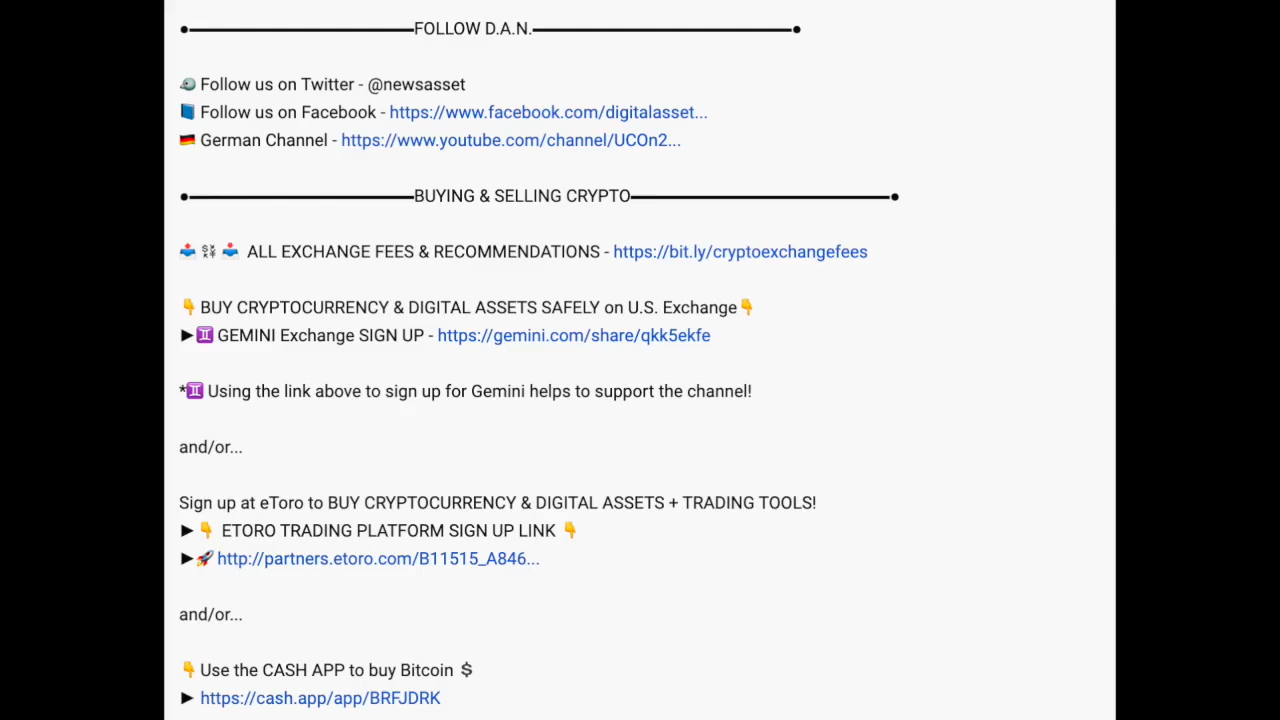 ●━━━━━━━━━━━━━FOLLOW D.A.N.━━━━━━━━━━━━━━━●
🐲 Follow us on Twitter - @newsasset
📘 Follow us on Facebook - https://www.facebook.com/digitalasset...
🇩🇪 German Channel - https://www.youtube.com/channel/UCOn2...
●━━━━━━━━━━━━━BUYING & SELLING CRYPTO━━━━━━━━━━━━━━━●
📤 💱 📤 ALL EXCHANGE FEES & RECOMMENDATIONS - https://bit.ly/cryptoexchangefees
👇BUY CRYPTOCURRENCY & DIGITAL ASSETS SAFELY on U.S. Exchange👇
►♊ GEMINI Exchange SIGN UP - https://gemini.com/share/qkk5ekfe
*♊ Using the link above to sign up for Gemini helps to support the channel!
and/or...
Sign up at eToro to BUY CRYPTOCURRENCY & DIGITAL ASSETS + TRADING TOOLS!
►👇 ETORO TRADING PLATFORM SIGN UP LINK 👇
►🚀 http://partners.etoro.com/B11515_A846...
and/or...
👇Use the CASH APP to buy Bitcoin 💲
► https://cash.app/app/BRFJDRK